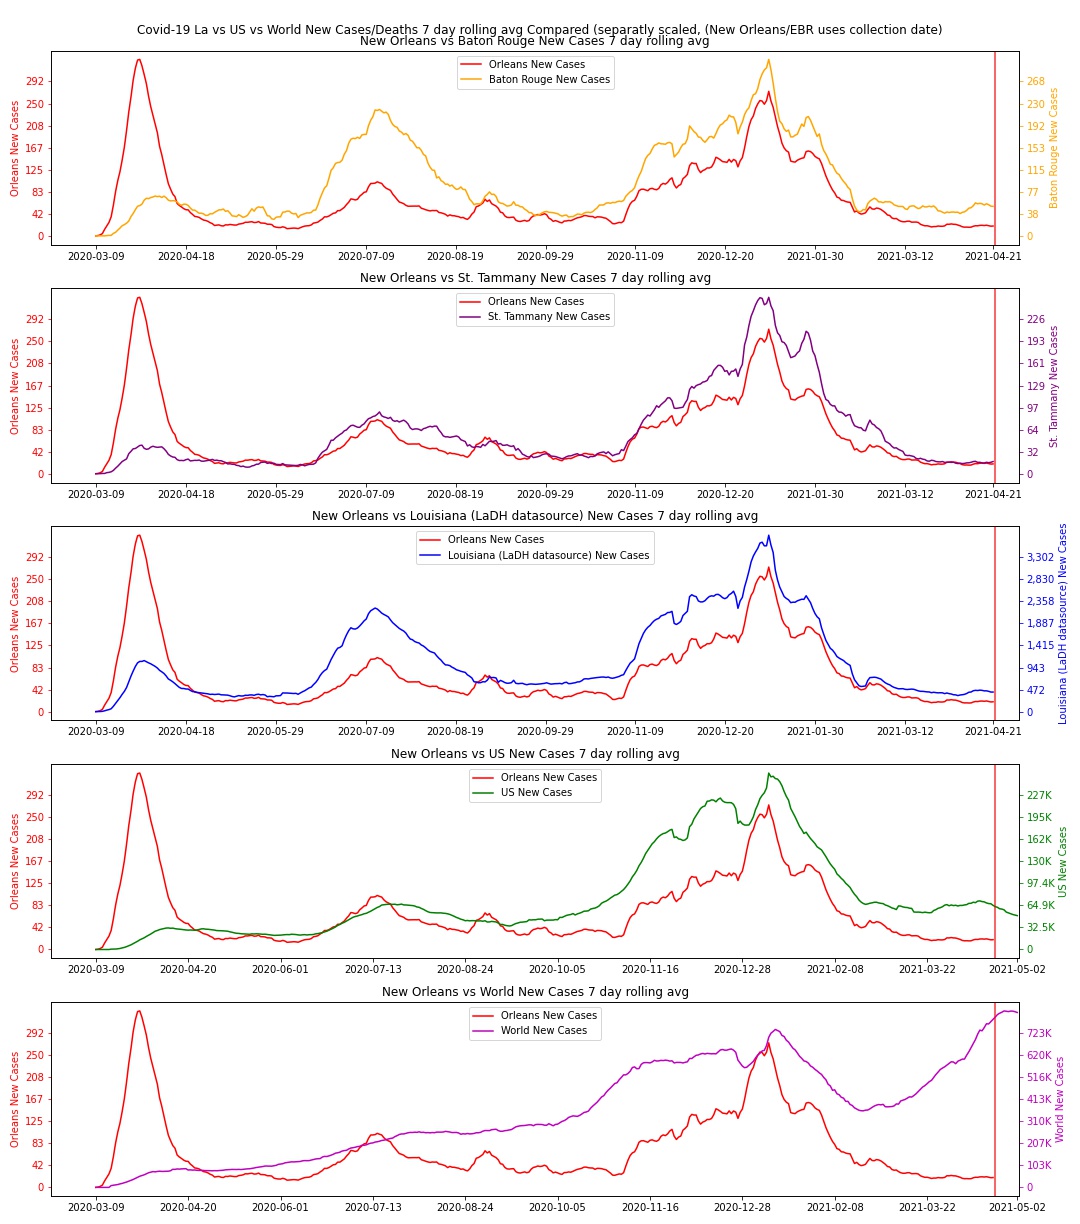 Covid-19 La vs US vs World New Cases/Deaths 7 day rolling avg Compared (separatly scaled, (New Orleans/EBR uses collection date)
New Orleans vs Baton Rouge New Cases 7 day rolling avg
Orleans New Cases
Baton Rouge New Cases
Orleans New Cases
292 250 208 167 125 83 42 0
268 230 192 153 115 77 38 0
Baton Rouge New Cases
2020-03-09 2020-04-18 2020-05-29 2020-07-09 2020-08-19 2020-09-29 2020-11-09 2020-12-20 2021-01-30 2021-03-12 2021-04-21
New Orleans vs St. Tammany New Cases 7 day rolling avg
Orleans New Cases
St. Tammany New Cases
Orleans New Cases
292 250 208 167 125 83 42 0
226 193 161 129 97 64 32 0
St. Tammany New Cases
2020-03-09 2020-04-18 2020-05-29 2020-07-09 2020-08-19 2020-09-29 2020-11-09 2020-12-20 2021-01-30 2021-03-12 2021-04-21
New Orleans vs Louisiana (LaDH datasource) New Cases 7 day rolling avg
Orleans New Cases
Louisiana (LaDH datasource) New Cases
Orleans New Cases
292 250 208 167 125 83 42 0
3,302 2,830 2,358 1,887 1,415 943 472 0
Louisiana (LaDH datasource) New Cases
2020-03-09 2020-04-18 2020-05-29 2020-07-09 2020-08-19 2020-09-29 2020-11-09 2020-12-20 2021-01-30 2021-03-12 2021-04-21
New Orleans vs US New Cases 7 day rolling avg
Orleans New Cases
US New Cases
Orleans New Cases
292 250 208 167 125 83 42 0
227K 195K 162K 130K 97.4K 64.9K 32.5K 0
US New Cases
2020-03-09 2020-04-20 2020-06-01 2020-07-13 2020-08-24 2020-10-05 2020-11-16 2020-12-28 2021-02-08 2021-03-22 2021-05-02
New Orleans vs World New Cases 7 day rolling avg
Orleans New Cases
World New Cases
Orleans New Cases
292 250 208 167 125 83 42 0
723K 620K 516K 413K 310K 207K 103K 0
World New Cases
2020-03-09 2020-04-20 2020-06-01 2020-07-13 2020-08-24 2020-10-05 2020-11-16 2020-12-28 2021-02-08 2021-03-22 2021-05-02